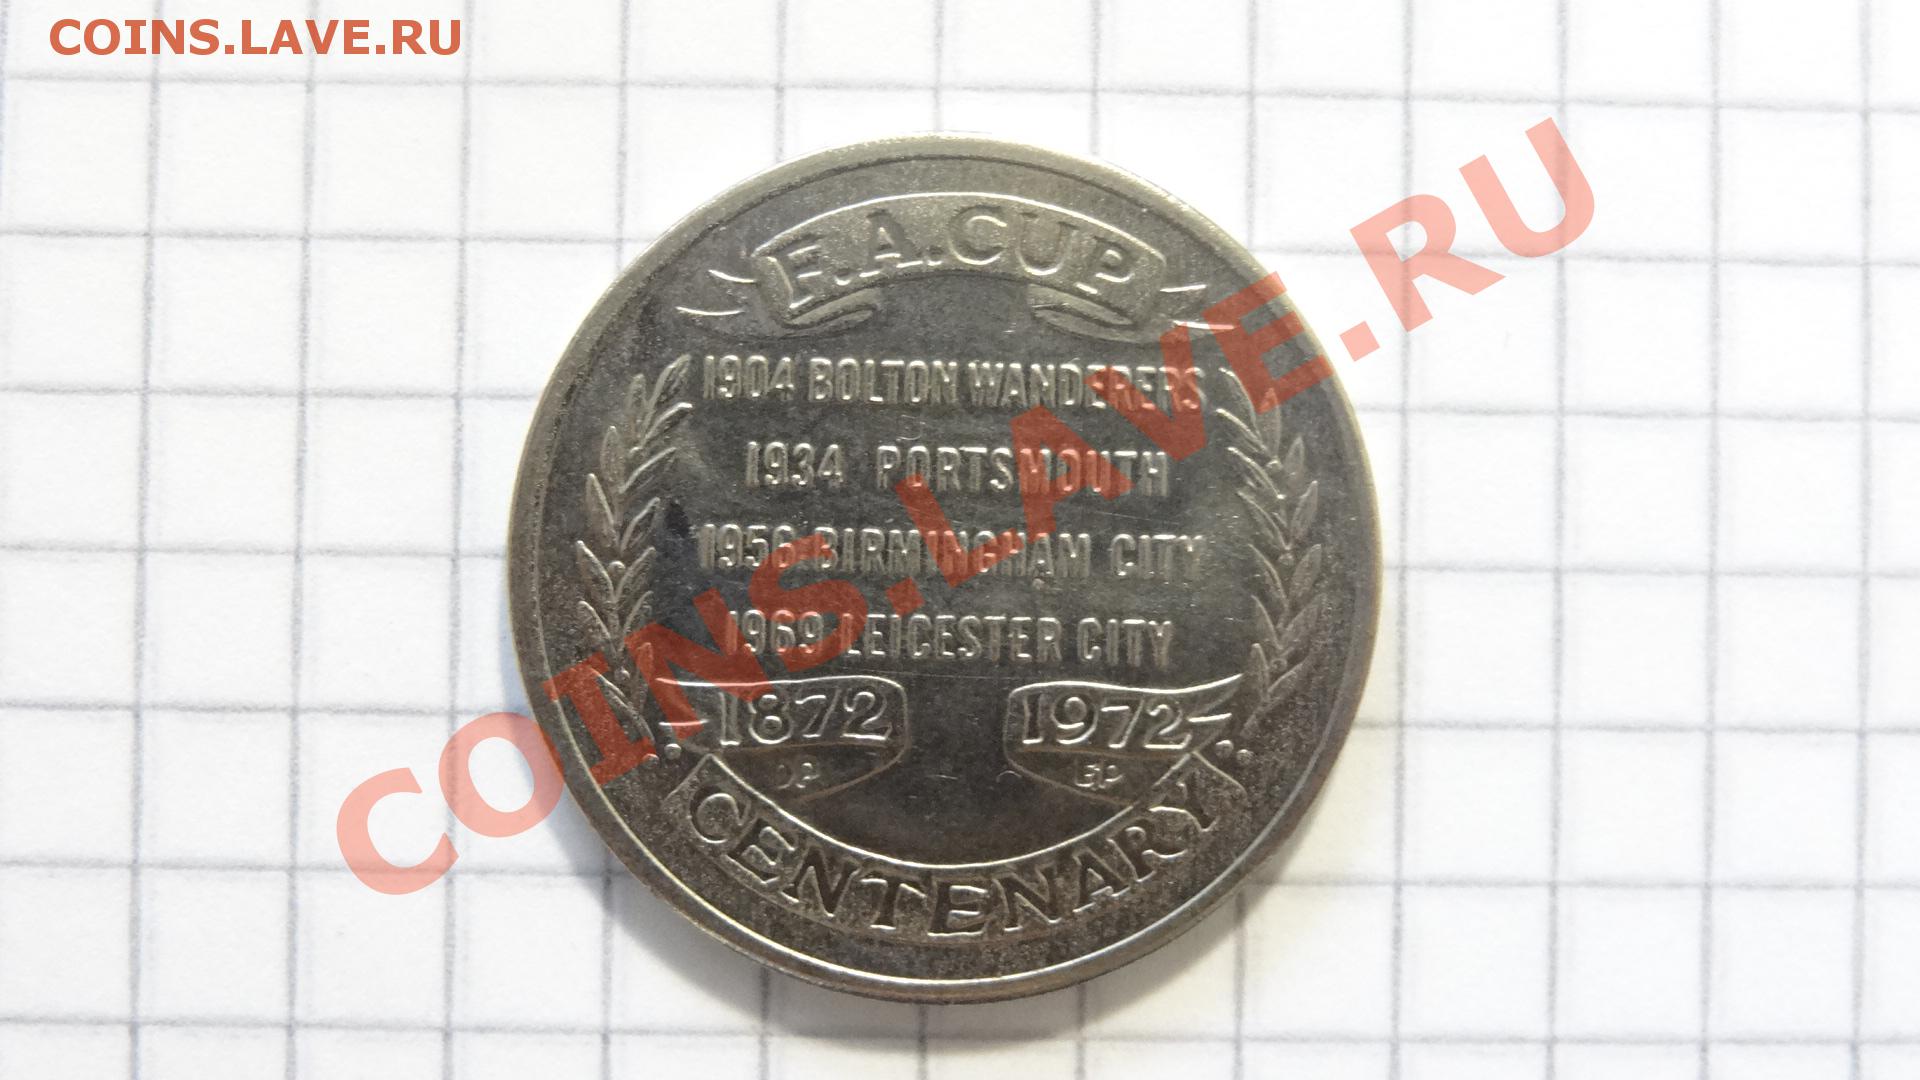 COINS.LAVE.RU
F.A.CUP
1904 BOLTON WANDERERS
1934 PORTSMOUTH
1956 BIRMINGHAM CITY
1969 LEICESTER CITY
1872 1972
CENTENARY
COINS.LAVE.RU